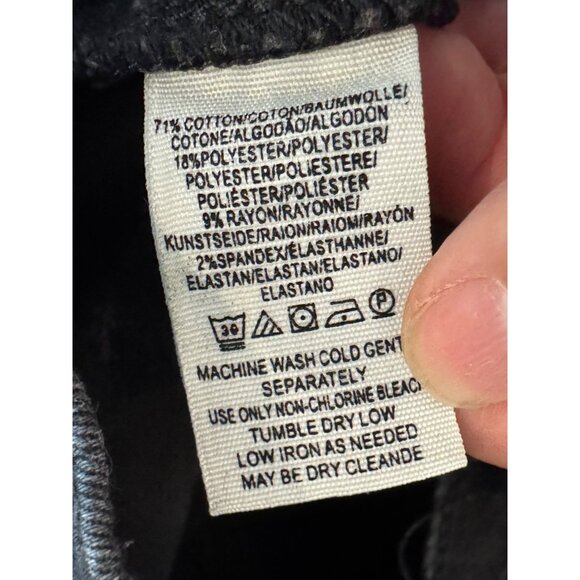 71% COTTON/COTON/BAUMWOLLE/
COTONE/ALGODÃO/ALGODÓN
18%POLYESTER/POLYESTER/
POLYESTER/POLIESTERE/
POLIÉSTER/POLIÉSTER
9% RAYON/RAYONNE/
KUNSTSEIDE/RAION/RAIOM/RAYÓN
2%SPANDEX/ÉLASTHANNE/
ELASTAN/ELASTAN/ELASTANO/
ELASTANO
30 P
MACHINE WASH COLD GENT
SEPARATELY
USE ONLY NON-CHLORINE BLEAC
TUMBLE DRY LOW
LOW IRON AS NEEDED
MAY BE DRY CLEANDE